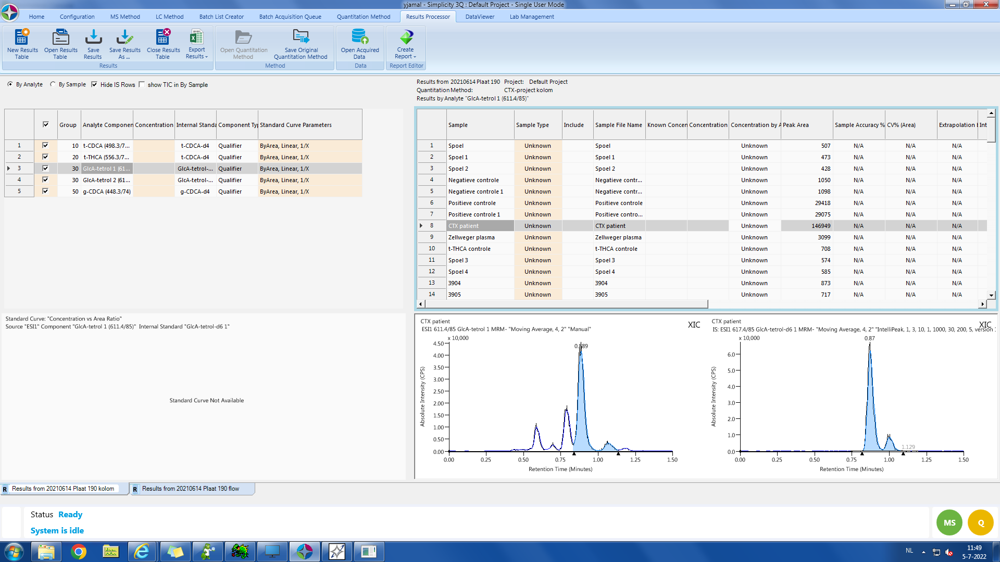 yjamal - Simplicity 3Q : Default Project - Single User Mode
Home Configuration MS Method LC Method Batch List Creator Batch Acquisition Queue Quantitation Method Results Processor DataViewer Lab Management
New Results Table Open Results Table Save Results Save Results As ... Close Results Table Export Results Open Quantitation Method Save Original Quantitation Method Open Acquired Data Create Report
Results Method Data Report Editor
By Analyte By Sample Hide IS Rows show TIC in By Sample
Results from 20210614 Plaat 190 Project: Default Project
Quantitation Method: CTX-project kolom
Results by Analyte "GlcA-tetrol 1 (611.4/85)"
Group Analyte Componen Concentration Internal Standa Component Typ Standard Curve Parameters
1 10 t-CDCA (498.3/7... t-CDCA-d4 Qualifier ByArea, Linear, 1/X
2 20 t-THCA (556.3/7... t-CDCA-d4 Qualifier ByArea, Linear, 1/X
3 30 GlcA-tetrol 1 (61... GlcA-tetrol-... Qualifier ByArea, Linear, 1/X
4 30 GlcA-tetrol 2 (61... GlcA-tetrol-... Qualifier ByArea, Linear, 1/X
5 50 g-CDCA (448.3/74) g-CDCA-d4 Qualifier ByArea, Linear, 1/X
Sample Sample Type Include Sample File Name Known Concen Concentration Concentration by A Peak Area Sample Accuracy % CV% (Area) Extrapolation Int
1 Spoel Unknown Spoel Unknown 507 N/A N/A N/A
2 Spoel 1 Unknown Spoel 1 Unknown 473 N/A N/A N/A
3 Spoel 2 Unknown Spoel 2 Unknown 428 N/A N/A N/A
4 Negatieve controle Unknown Negatieve contr... Unknown 1050 N/A N/A N/A
5 Negatieve controle 1 Unknown Negatieve contr... Unknown 1098 N/A N/A N/A
6 Positieve controle Unknown Positieve controle Unknown 29418 N/A N/A N/A
7 Positieve controle 1 Unknown Positieve contro... Unknown 29075 N/A N/A N/A
8 CTX patient Unknown CTX patient Unknown 146949 N/A N/A N/A
9 Zellweger plasma Unknown Zellweger plasma Unknown 3099 N/A N/A N/A
10 t-THCA controle Unknown t-THCA controle Unknown 708 N/A N/A N/A
11 Spoel 3 Unknown Spoel 3 Unknown 574 N/A N/A N/A
12 Spoel 4 Unknown Spoel 4 Unknown 585 N/A N/A N/A
13 3904 Unknown 3904 Unknown 873 N/A N/A N/A
14 3905 Unknown 3905 Unknown 717 N/A N/A N/A
Standard Curve: "Concentration vs Area Ratio"
Source "ESI1" Component "GlcA-tetrol 1 (611.4/85)" Internal Standard "GlcA-tetrol-d6 1"
Standard Curve Not Available
CTX patient
ESI1 611.4/85 GlcA-tetrol 1 MRM- "Moving Average, 4, 2" "Manual"
XIC
x 10,000
0.889
4.50
4.00
3.50
3.00
2.50
2.00
1.50
1.00
0.50
0.00
Absolute Intensity (CPS)
0.00 0.25 0.50 0.75 1.00 1.25 1.50
Retention Time (Minutes)
CTX patient
IS: ESI1 617.4/85 GlcA-tetrol-d6 1 MRM- "Moving Average, 4, 2" "IntelliPeak, 1, 3, 10, 1, 1000, 30, 200, 5, version
XIC
x 10,000
0.87
6.0
5.0
4.0
3.0
2.0
1.0
0.0
1.129
Absolute Intensity (CPS)
0.00 0.25 0.50 0.75 1.00 1.25 1.50
Retention Time (Minutes)
R Results from 20210614 Plaat 190 kolom R Results from 20210614 Plaat 190 flow
Status Ready
System is idle
MS Q
NL 11:49
5-7-2022